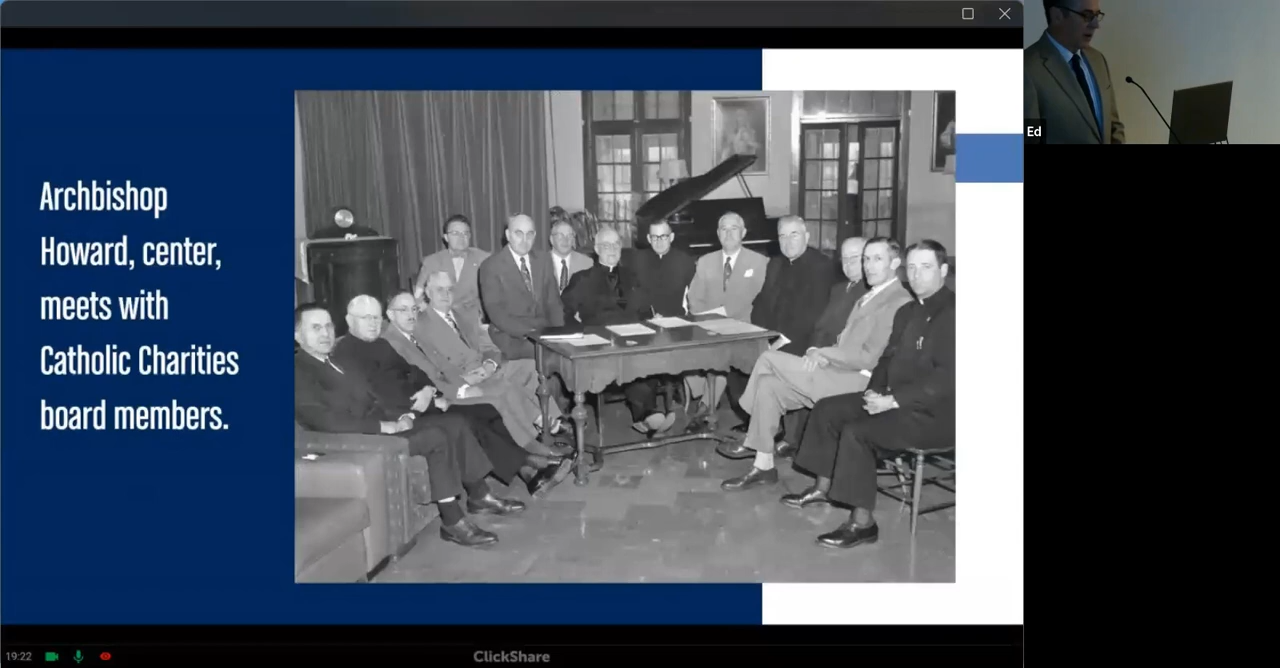 Archbishop
Howard, center,
meets with
Catholic Charities
board members.
Ed
19:22
ClickShare